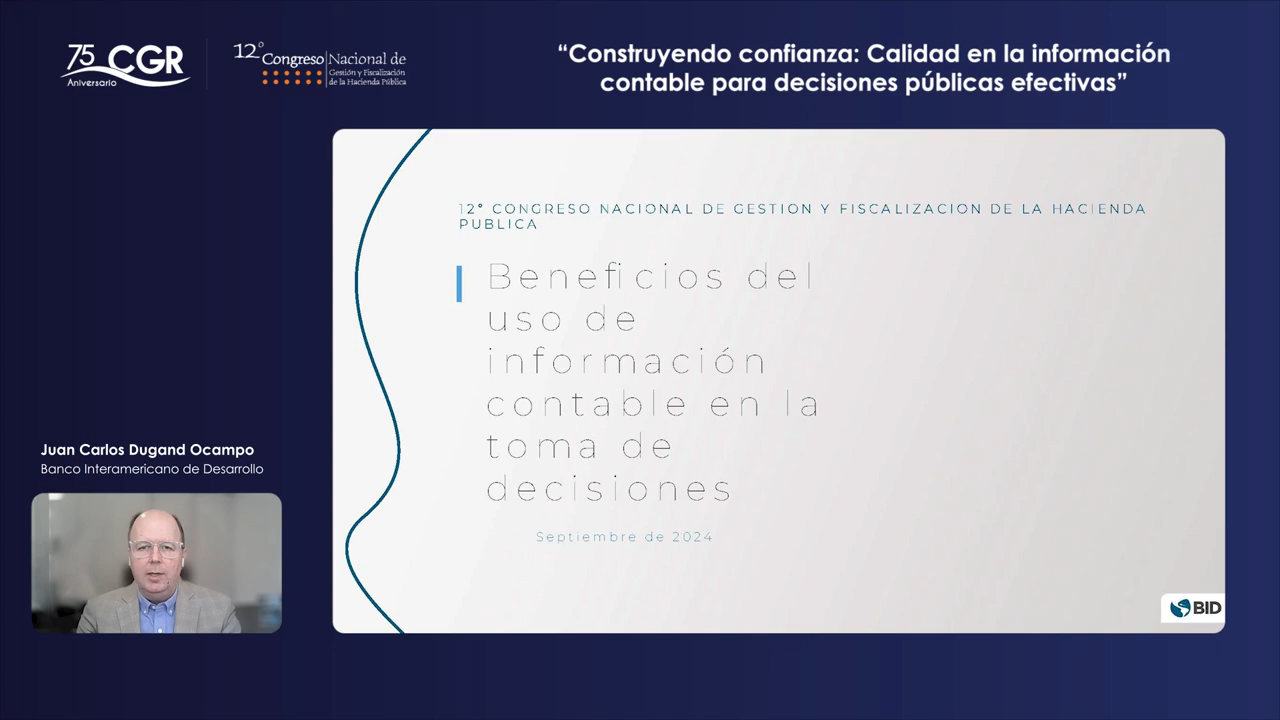 75 CGR
Aniversario
12° Congreso Nacional de
Gestión y Fiscalización
de la Hacienda Pública
“Construyendo confianza: Calidad en la información
contable para decisiones públicas efectivas”
12° CONGRESO NACIONAL DE GESTION Y FISCALIZACION DE LA HACIENDA
PUBLICA
Beneficios del
uso de
información
contable en la
toma de
decisiones
Septiembre de 2024
Juan Carlos Dugand Ocampo
Banco Interamericano de Desarrollo
BID